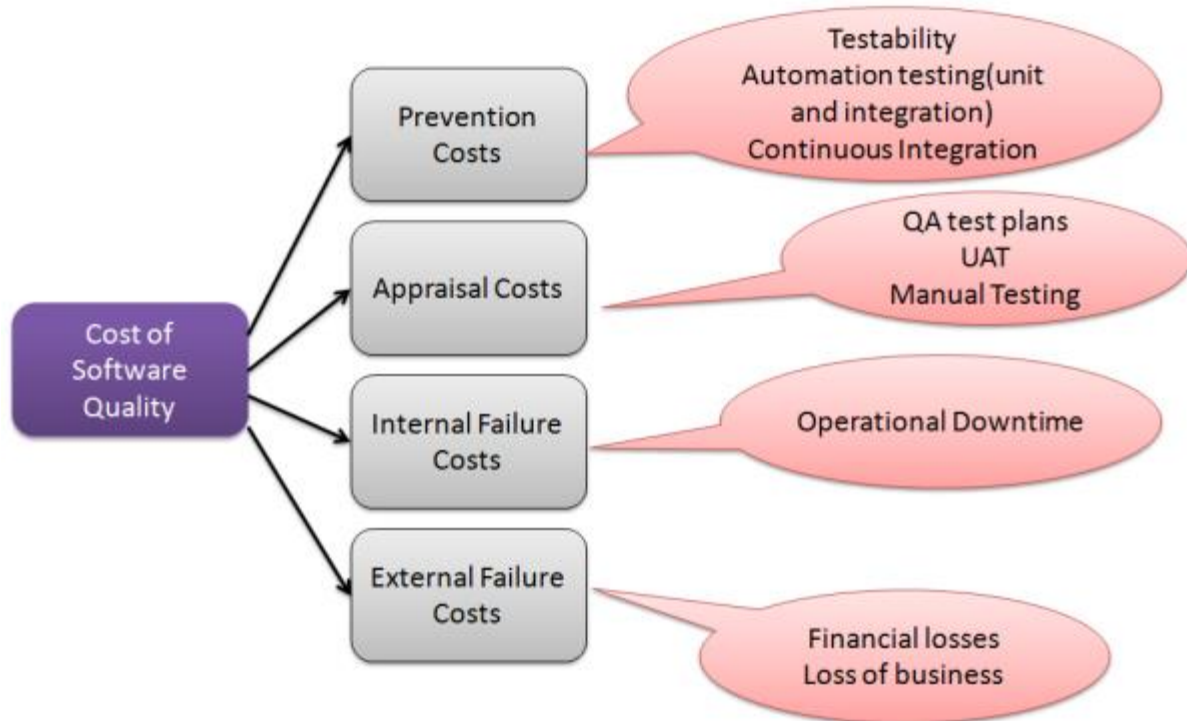 Cost of
Software
Quality
Prevention
Costs
Testability
Automation testing(unit
and integration)
Continuous Integration
Appraisal Costs
QA test plans
UAT
Manual Testing
Internal Failure
Costs
Operational Downtime
External Failure
Costs
Financial losses
Loss of business